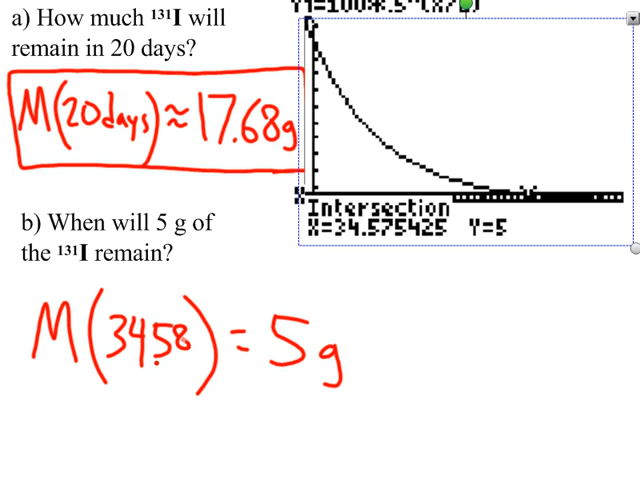 a) How much ¹³¹I will
remain in 20 days?
M(20days)≈17.68g
Intersection
X=34.575425 Y=5
b) When will 5 g of
the ¹³¹I remain?
M(34.58)=5g